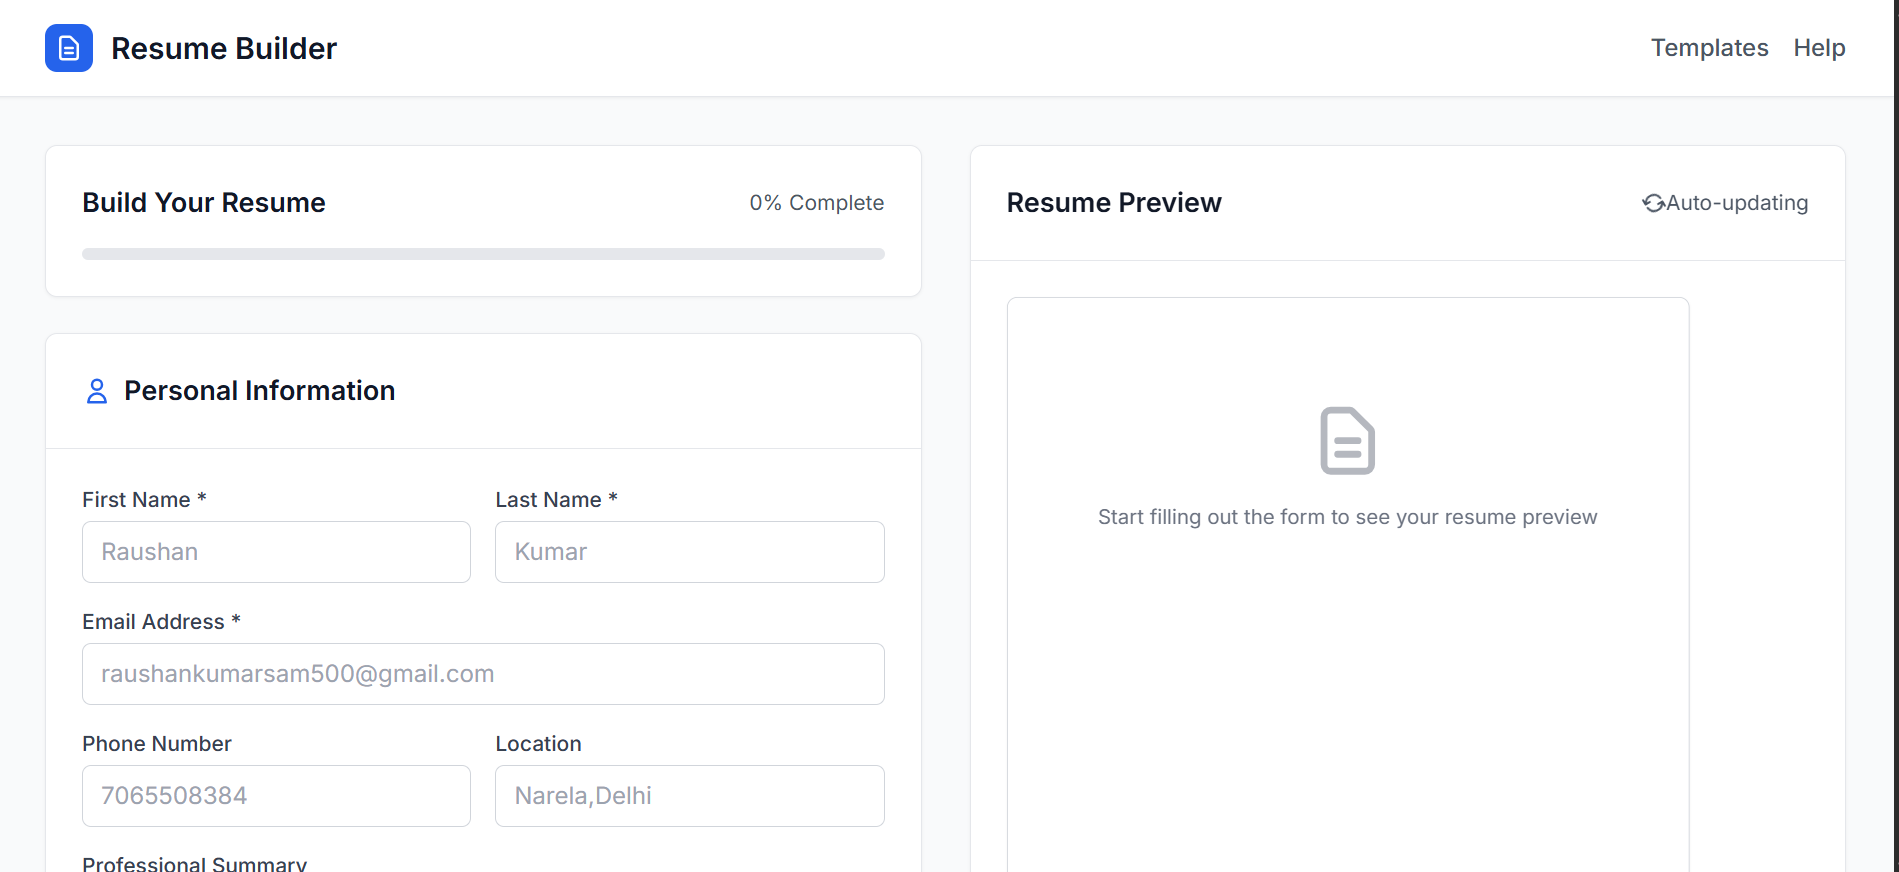 Resume Builder
Templates Help
Build Your Resume
0% Complete
Personal Information
First Name *
Last Name *
Raushan
Kumar
Email Address *
raushankumarsam500@gmail.com
Phone Number
Location
7065508384
Narela,Delhi
Professional Summary
Resume Preview
Auto-updating
Start filling out the form to see your resume preview